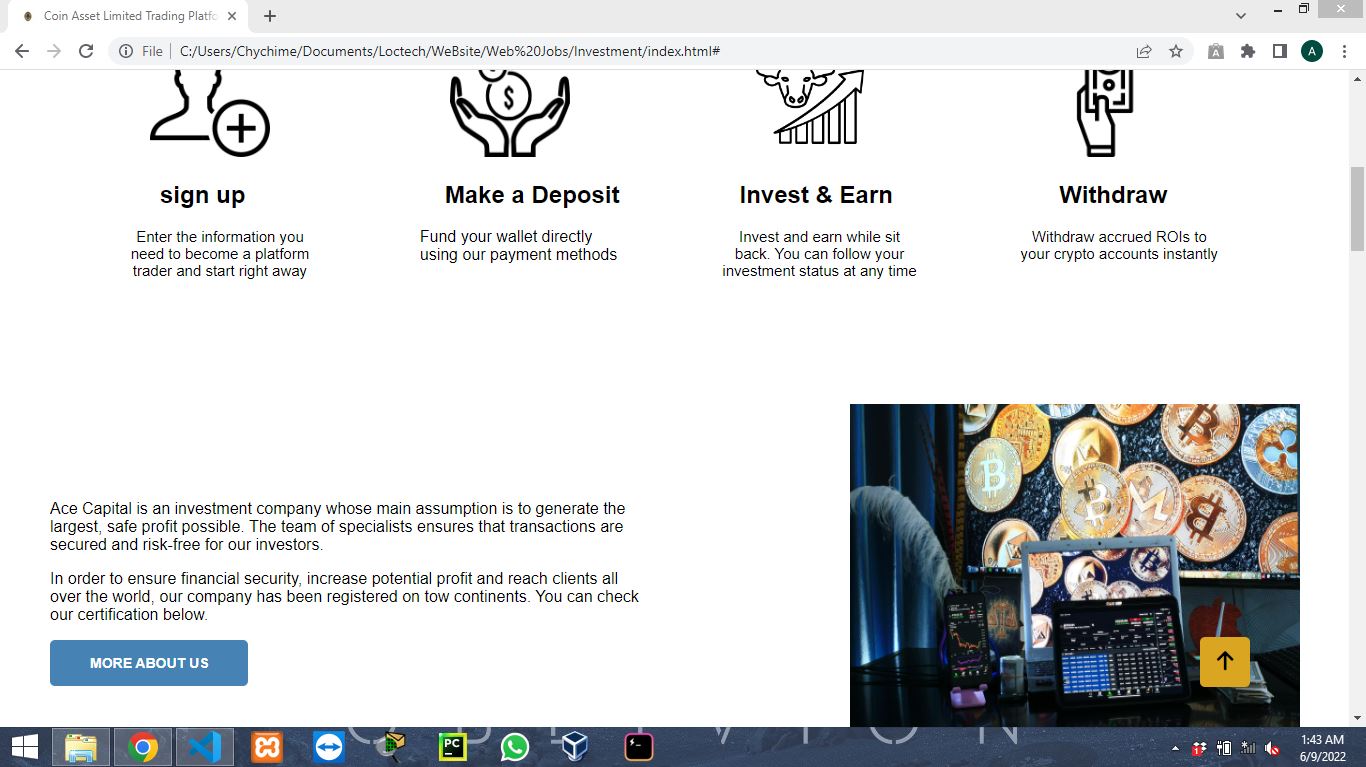 Coin Asset Limited Trading Platfo
File
C:/Users/Chychime/Documents/Loctech/WeBsite/Web%20Jobs/Investment/index.html#
A
A
$
sign up
Make a Deposit
Invest & Earn
Withdraw
Enter the information you
need to become a platform
trader and start right away
Fund your wallet directly
using our payment methods
Invest and earn while sit
back. You can follow your
investment status at any time
Withdraw accrued ROIs to
your crypto accounts instantly
Ace Capital is an investment company whose main assumption is to generate the
largest, safe profit possible. The team of specialists ensures that transactions are
secured and risk-free for our investors.
In order to ensure financial security, increase potential profit and reach clients all
over the world, our company has been registered on tow continents. You can check
our certification below.
MORE ABOUT US
PC
1:43 AM
6/9/2022